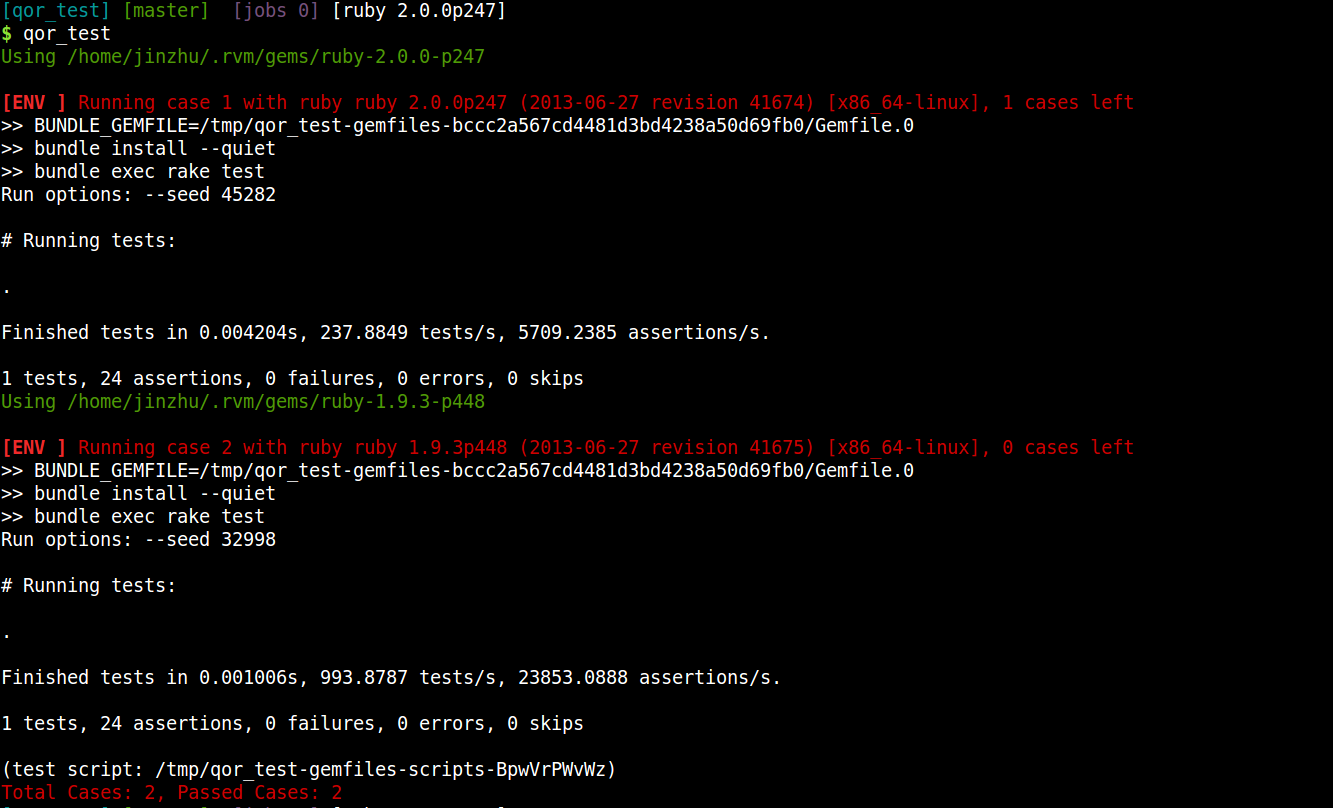 [qor_test] [master]  [jobs 0] [ruby 2.0.0p247]
$ qor_test
Using /home/jinzhu/.rvm/gems/ruby-2.0.0-p247
[ENV ] Running case 1 with ruby ruby 2.0.0p247 (2013-06-27 revision 41674) [x86_64-linux], 1 cases left
>> BUNDLE_GEMFILE=/tmp/qor_test-gemfiles-bccc2a567cd4481d3bd4238a50d69fb0/Gemfile.0
>> bundle install --quiet
>> bundle exec rake test
Run options: --seed 45282
# Running tests:
.
Finished tests in 0.004204s, 237.8849 tests/s, 5709.2385 assertions/s.
1 tests, 24 assertions, 0 failures, 0 errors, 0 skips
Using /home/jinzhu/.rvm/gems/ruby-1.9.3-p448
[ENV ] Running case 2 with ruby ruby 1.9.3p448 (2013-06-27 revision 41675) [x86_64-linux], 0 cases left
>> BUNDLE_GEMFILE=/tmp/qor_test-gemfiles-bccc2a567cd4481d3bd4238a50d69fb0/Gemfile.0
>> bundle install --quiet
>> bundle exec rake test
Run options: --seed 32998
# Running tests:
.
Finished tests in 0.001006s, 993.8787 tests/s, 23853.0888 assertions/s.
1 tests, 24 assertions, 0 failures, 0 errors, 0 skips
(test script: /tmp/qor_test-gemfiles-scripts-BpwVrPWvWz)
Total Cases: 2, Passed Cases: 2